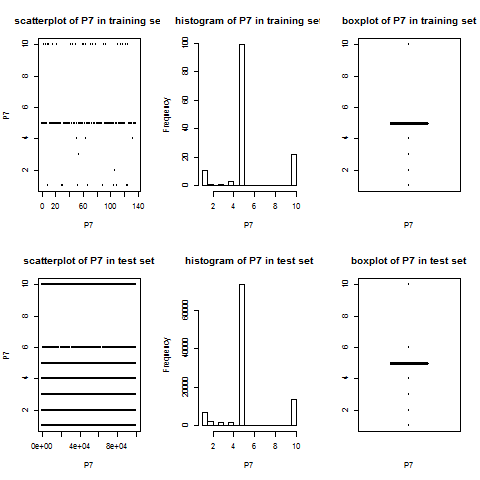 scatterplot of P7 in training se
histogram of P7 in training set
boxplot of P7 in training set
P7
2
4
6
8
10
0 20 60 100 140
P7
Frequency
0
20
40
60
80
100
2 4 6 8 10
P7
2
4
6
8
10
P7
scatterplot of P7 in test set
histogram of P7 in test set
boxplot of P7 in test set
P7
2
4
6
8
10
0e+00 4e+04 8e+04
P7
Frequency
0
20000
40000
2 4 6 8 10
P7
2
4
6
8
10
P7